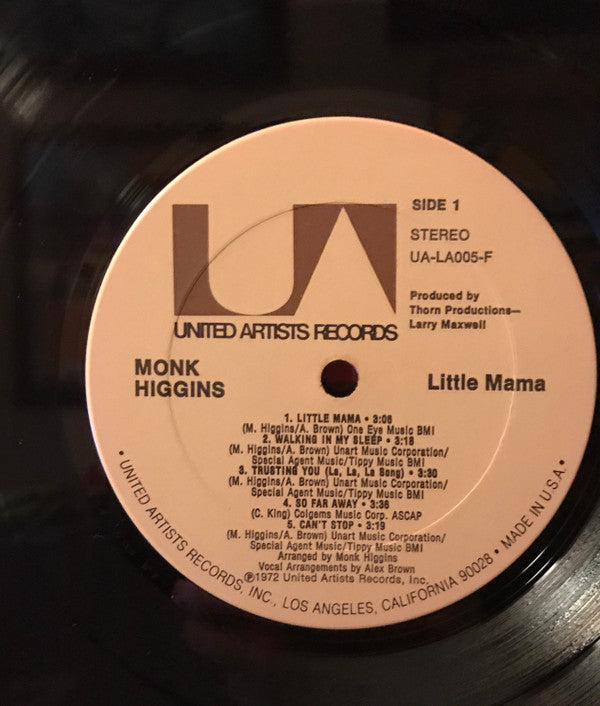 UA
UNITED ARTISTS RECORDS
SIDE 1
STEREO
UA-LA005-F
Produced by
Thorn Productions—
Larry Maxwell
MONK
HIGGINS
Little Mama
1. LITTLE MAMA • 3:06
(M. Higgins/A. Brown) One Eye Music BMI
2. WALKING IN MY SLEEP • 3:18
(M. Higgins/A. Brown) Unart Music Corporation/
Special Agent Music/Tippy Music BMI
3. TRUSTING YOU (La, La, La Song) • 3:30
(M. Higgins/A. Brown) Unart Music Corporation/
Special Agent Music/Tippy Music BMI
4. SO FAR AWAY • 3:36
(C. King) Colgems Music Corp. ASCAP
5. CAN'T STOP • 3:19
(M. Higgins/A. Brown) Unart Music Corporation/
Special Agent Music/Tippy Music BMI
Arranged by Monk Higgins
Vocal Arrangements by Alex Brown
℗1972 United Artists Records, Inc.
• UNITED ARTISTS RECORDS, INC., LOS ANGELES, CALIFORNIA 90028 • MADE IN U.S.A. •